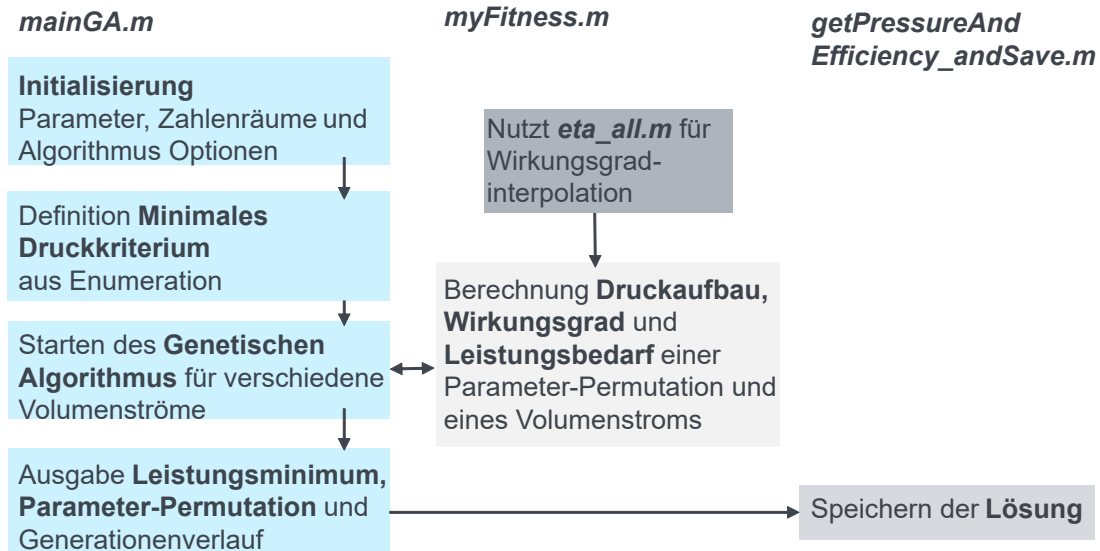 mainGA.m
Initialisierung
Parameter, Zahlenräume und
Algorithmus Optionen
Definition Minimales
Druckkriterium
aus Enumeration
Starten des Genetischen
Algorithmus für verschiedene
Volumenströme
Ausgabe Leistungsminimum,
Parameter-Permutation und
Generationenverlauf
myFitness.m
Nutzt eta_all.m für
Wirkungsgrad-
interpolation
Berechnung Druckaufbau,
Wirkungsgrad und
Leistungsbedarf einer
Parameter-Permutation und
eines Volumenstroms
getPressureAnd
Efficiency_andSave.m
Speichern der Lösung